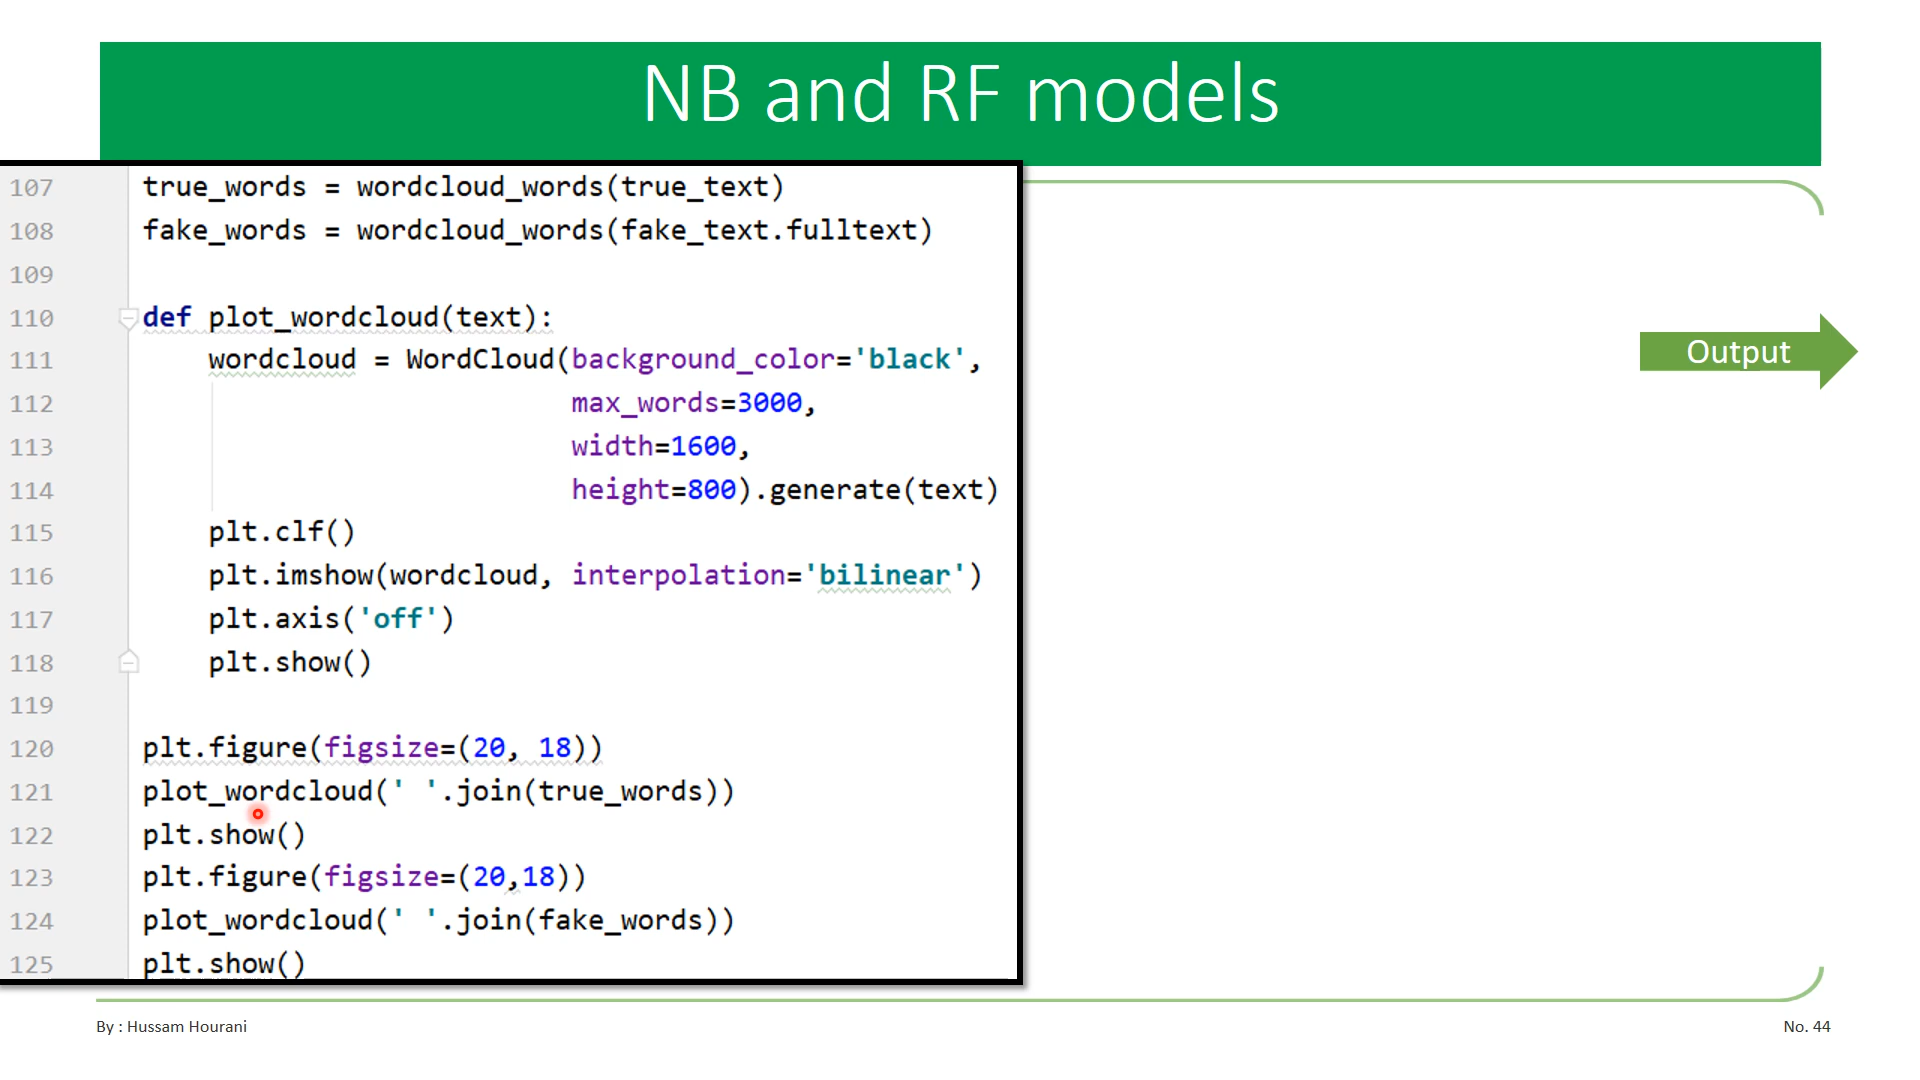 NB and RF models
107 true_words = wordcloud_words(true_text)
108 fake_words = wordcloud_words(fake_text.fulltext)
109
110 def plot_wordcloud(text):
111     wordcloud = WordCloud(background_color='black',
112                           max_words=3000,
113                           width=1600,
114                           height=800).generate(text)
115     plt.clf()
116     plt.imshow(wordcloud, interpolation='bilinear')
117     plt.axis('off')
118     plt.show()
119
120 plt.figure(figsize=(20, 18))
121 plot_wordcloud(' '.join(true_words))
122 plt.show()
123 plt.figure(figsize=(20,18))
124 plot_wordcloud(' '.join(fake_words))
125 plt.show()
Output
By : Hussam Hourani
No. 44